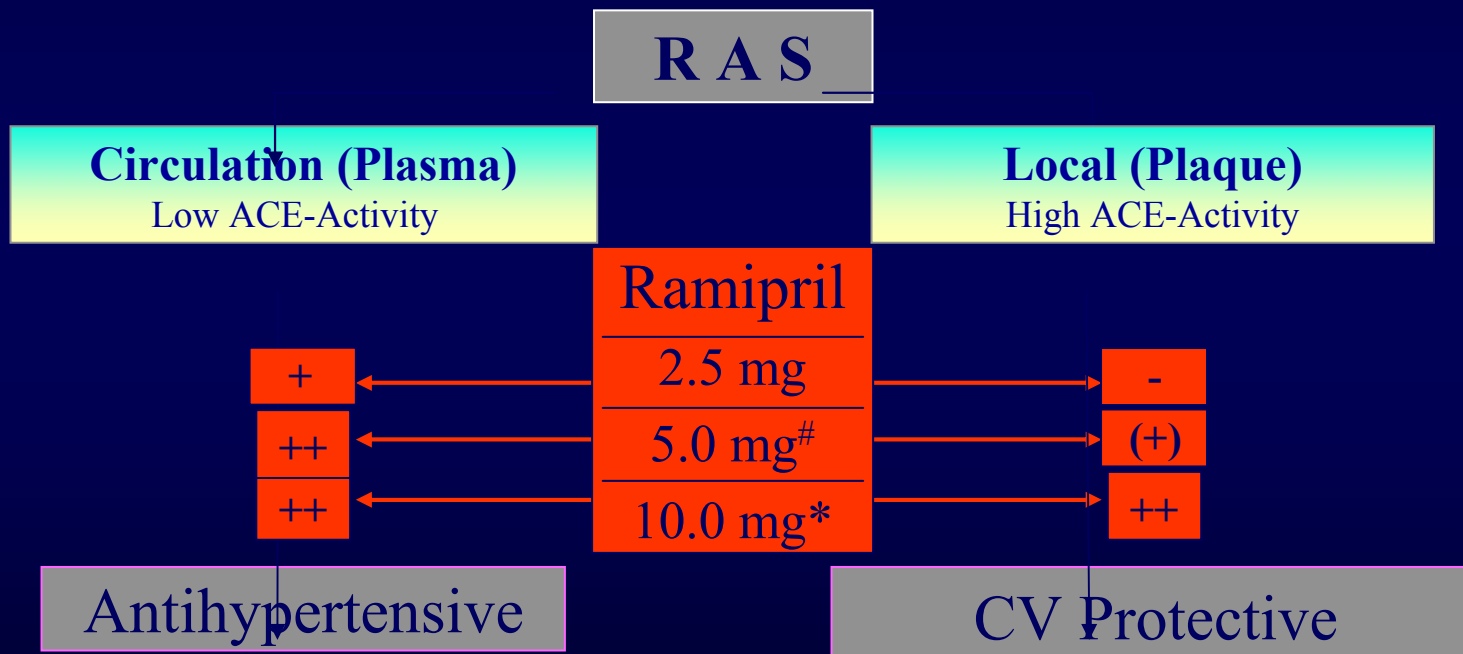 R A S
Circulation (Plasma)
Low ACE-Activity
Local (Plaque)
High ACE-Activity
Ramipril
+
2.5 mg
-
++
5.0 mg#
(+)
++
10.0 mg*
++
Antihypertensive
CV Protective